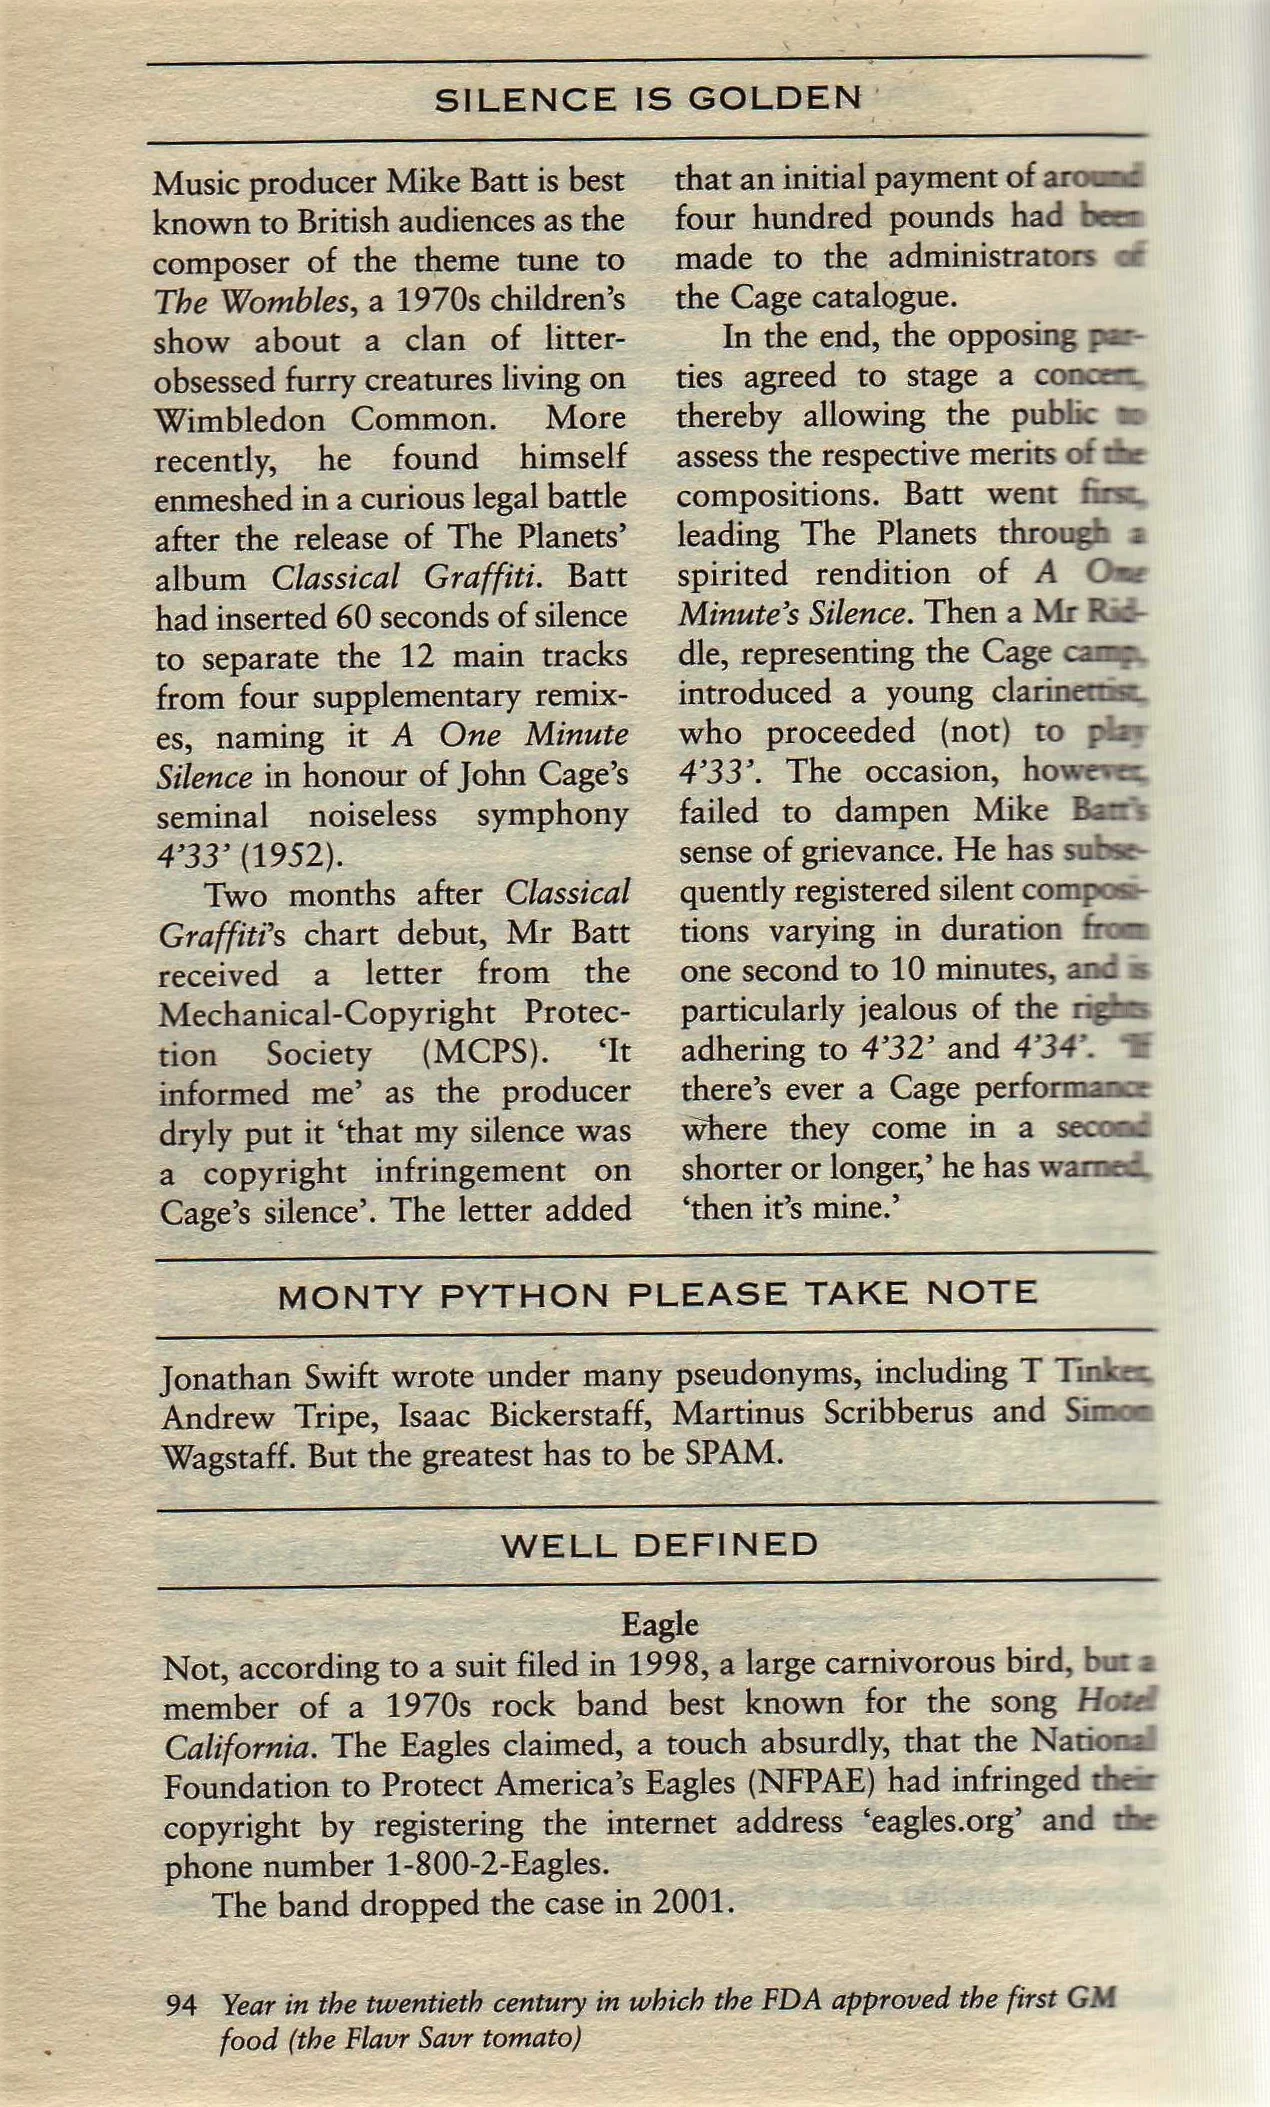 SILENCE IS GOLDEN
Music producer Mike Batt is best
known to British audiences as the
composer of the theme tune to
The Wombles, a 1970s children's
show about a clan of litter-
obsessed furry creatures living on
Wimbledon Common. More
recently, he found himself
enmeshed in a curious legal battle
after the release of The Planets'
album Classical Graffiti. Batt
had inserted 60 seconds of silence
to separate the 12 main tracks
from four supplementary remix-
es, naming it A One Minute
Silence in honour of John Cage's
seminal noiseless symphony
4'33' (1952).
Two months after Classical
Graffiti's chart debut, Mr Batt
received a letter from the
Mechanical-Copyright Protec-
tion Society (MCPS). 'It
informed me' as the producer
dryly put it 'that my silence was
a copyright infringement on
Cage's silence'. The letter added
that an initial payment of around
four hundred pounds had been
made to the administrators of
the Cage catalogue.
In the end, the opposing par-
ties agreed to stage a concert,
thereby allowing the public to
assess the respective merits of the
compositions. Batt went first,
leading The Planets through a
spirited rendition of A One
Minute's Silence. Then a Mr Rid-
dle, representing the Cage camp,
introduced a young clarinettist,
who proceeded (not) to play
4'33'. The occasion, however,
failed to dampen Mike Batt's
sense of grievance. He has subse-
quently registered silent composi-
tions varying in duration from
one second to 10 minutes, and is
particularly jealous of the rights
adhering to 4'32' and 4'34'. 'If
there's ever a Cage performance
where they come in a second
shorter or longer,' he has warned,
'then it's mine.'
MONTY PYTHON PLEASE TAKE NOTE
Jonathan Swift wrote under many pseudonyms, including T Tinker,
Andrew Tripe, Isaac Bickerstaff, Martinus Scribberus and Simon
Wagstaff. But the greatest has to be SPAM.
WELL DEFINED
Eagle
Not, according to a suit filed in 1998, a large carnivorous bird, but a
member of a 1970s rock band best known for the song Hotel
California. The Eagles claimed, a touch absurdly, that the National
Foundation to Protect America's Eagles (NFPAE) had infringed their
copyright by registering the internet address 'eagles.org' and the
phone number 1-800-2-Eagles.
The band dropped the case in 2001.
94 Year in the twentieth century in which the FDA approved the first GM
food (the Flavr Savr tomato)